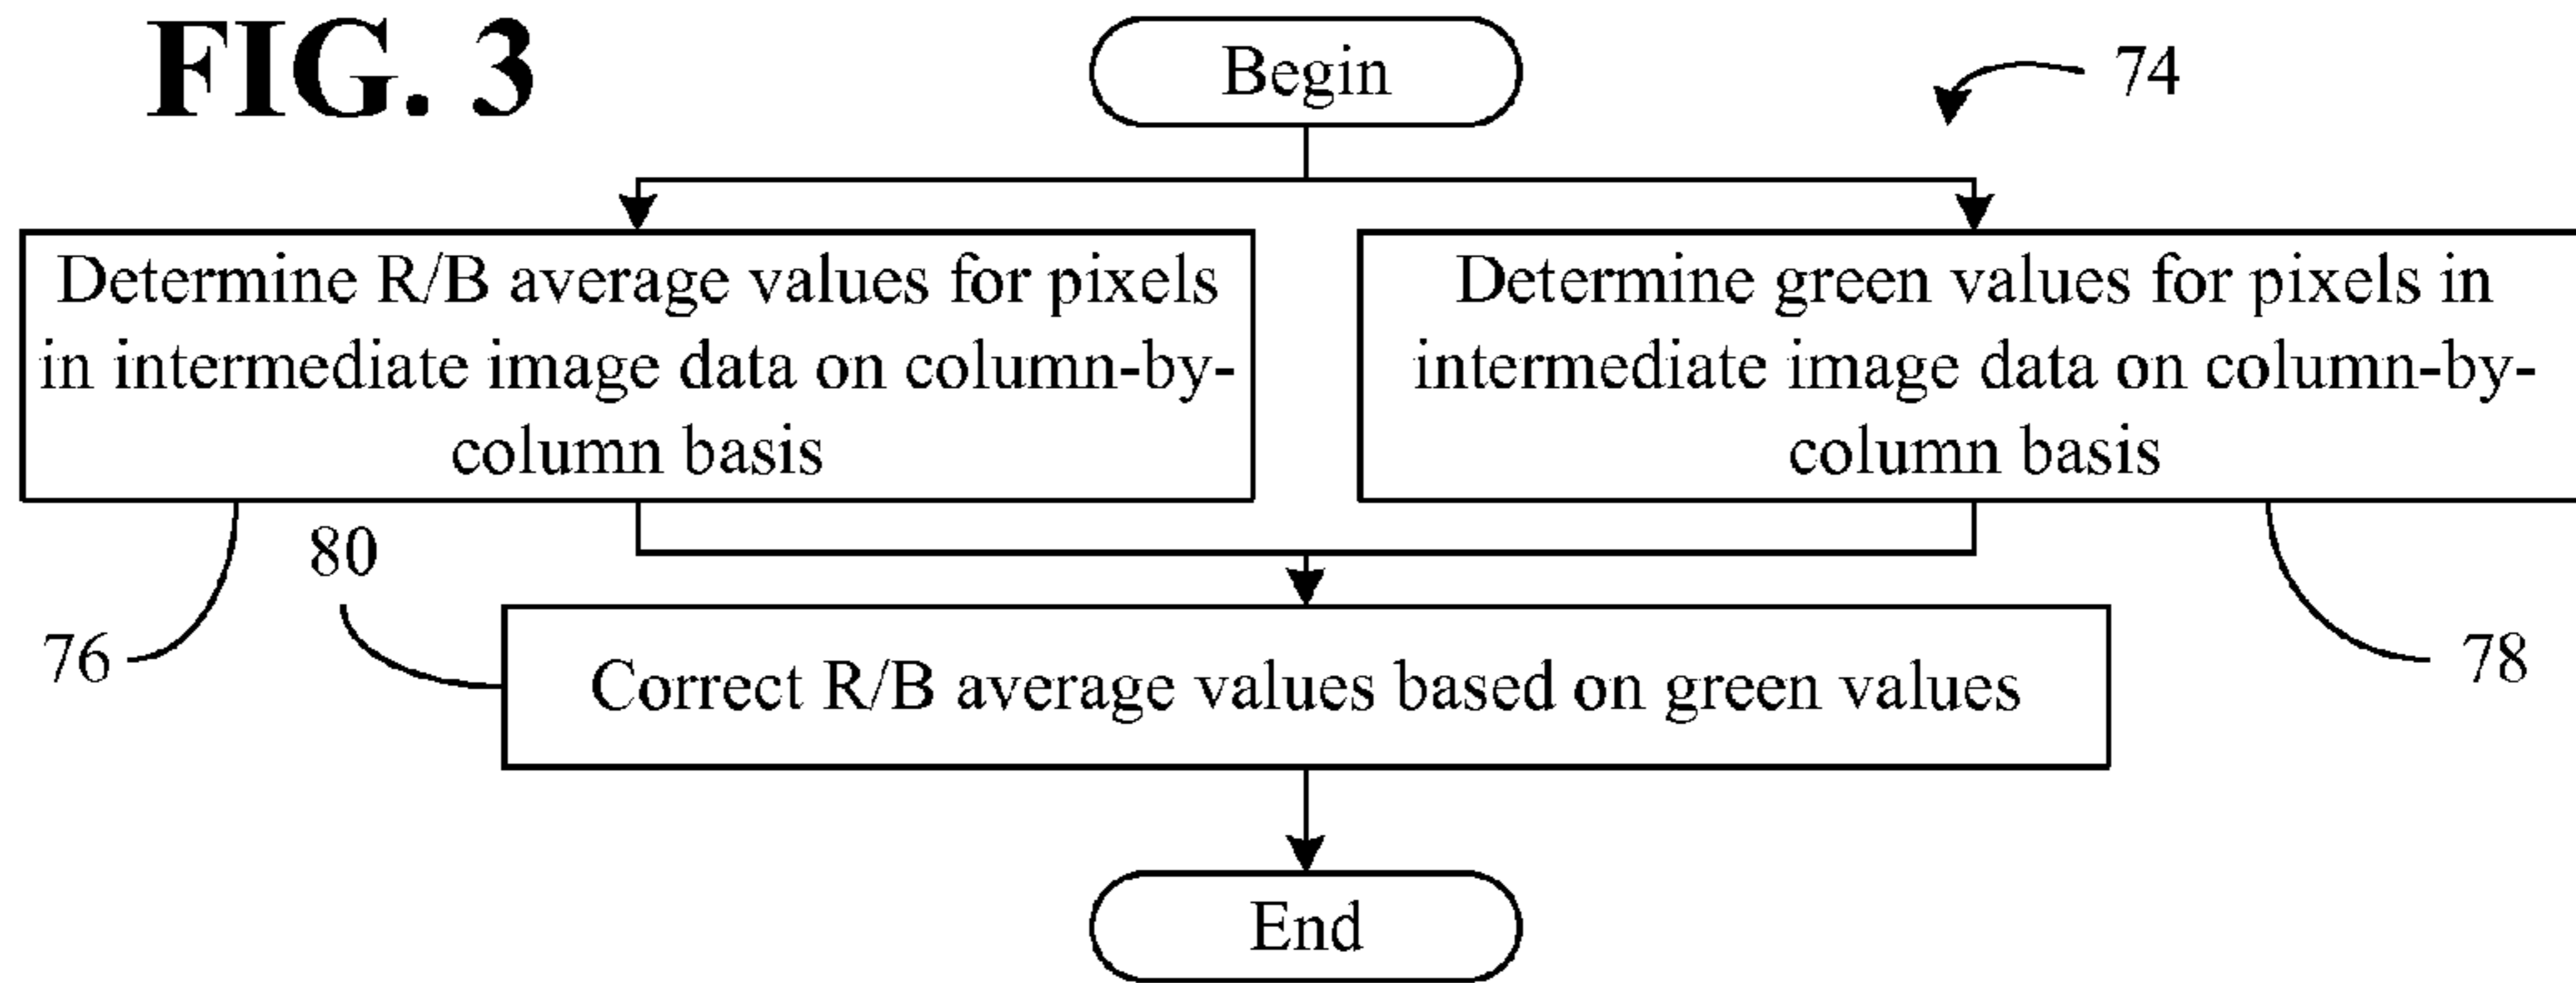 FIG. 3
Begin
74
Determine R/B average values for pixels
in intermediate image data on column-by-
column basis
Determine green values for pixels in
intermediate image data on column-by-
column basis
80
76
78
Correct R/B average values based on green values
End